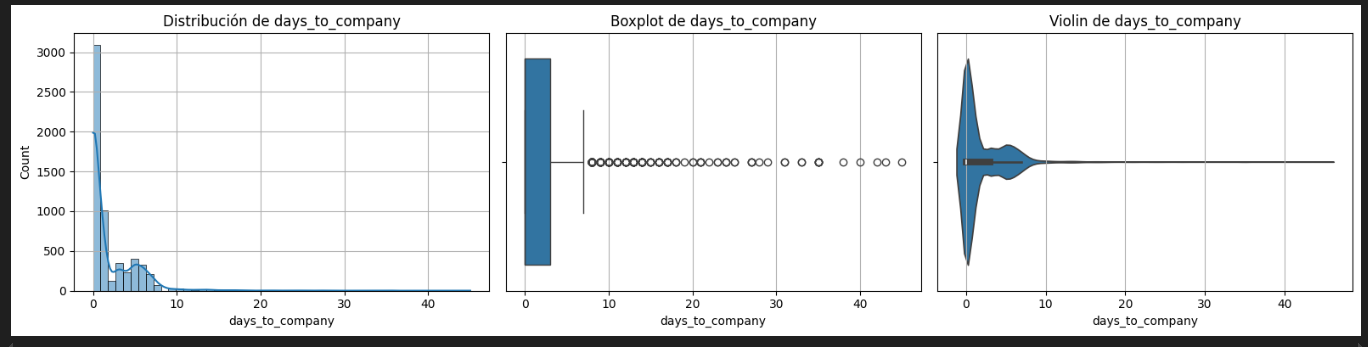 Distribución de days_to_company
Boxplot de days_to_company
Violin de days_to_company
Count
3000
2500
2000
1500
1000
500
0
0 10 20 30 40
0 10 20 30 40
0 10 20 30 40
days_to_company
days_to_company
days_to_company